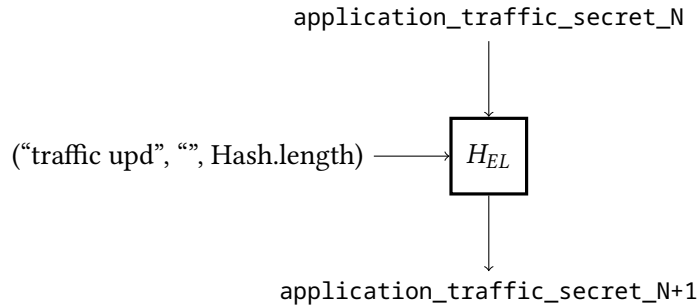 application_traffic_secret_N
(“traffic upd”, “”, Hash.length)
H_EL
application_traffic_secret_N+1